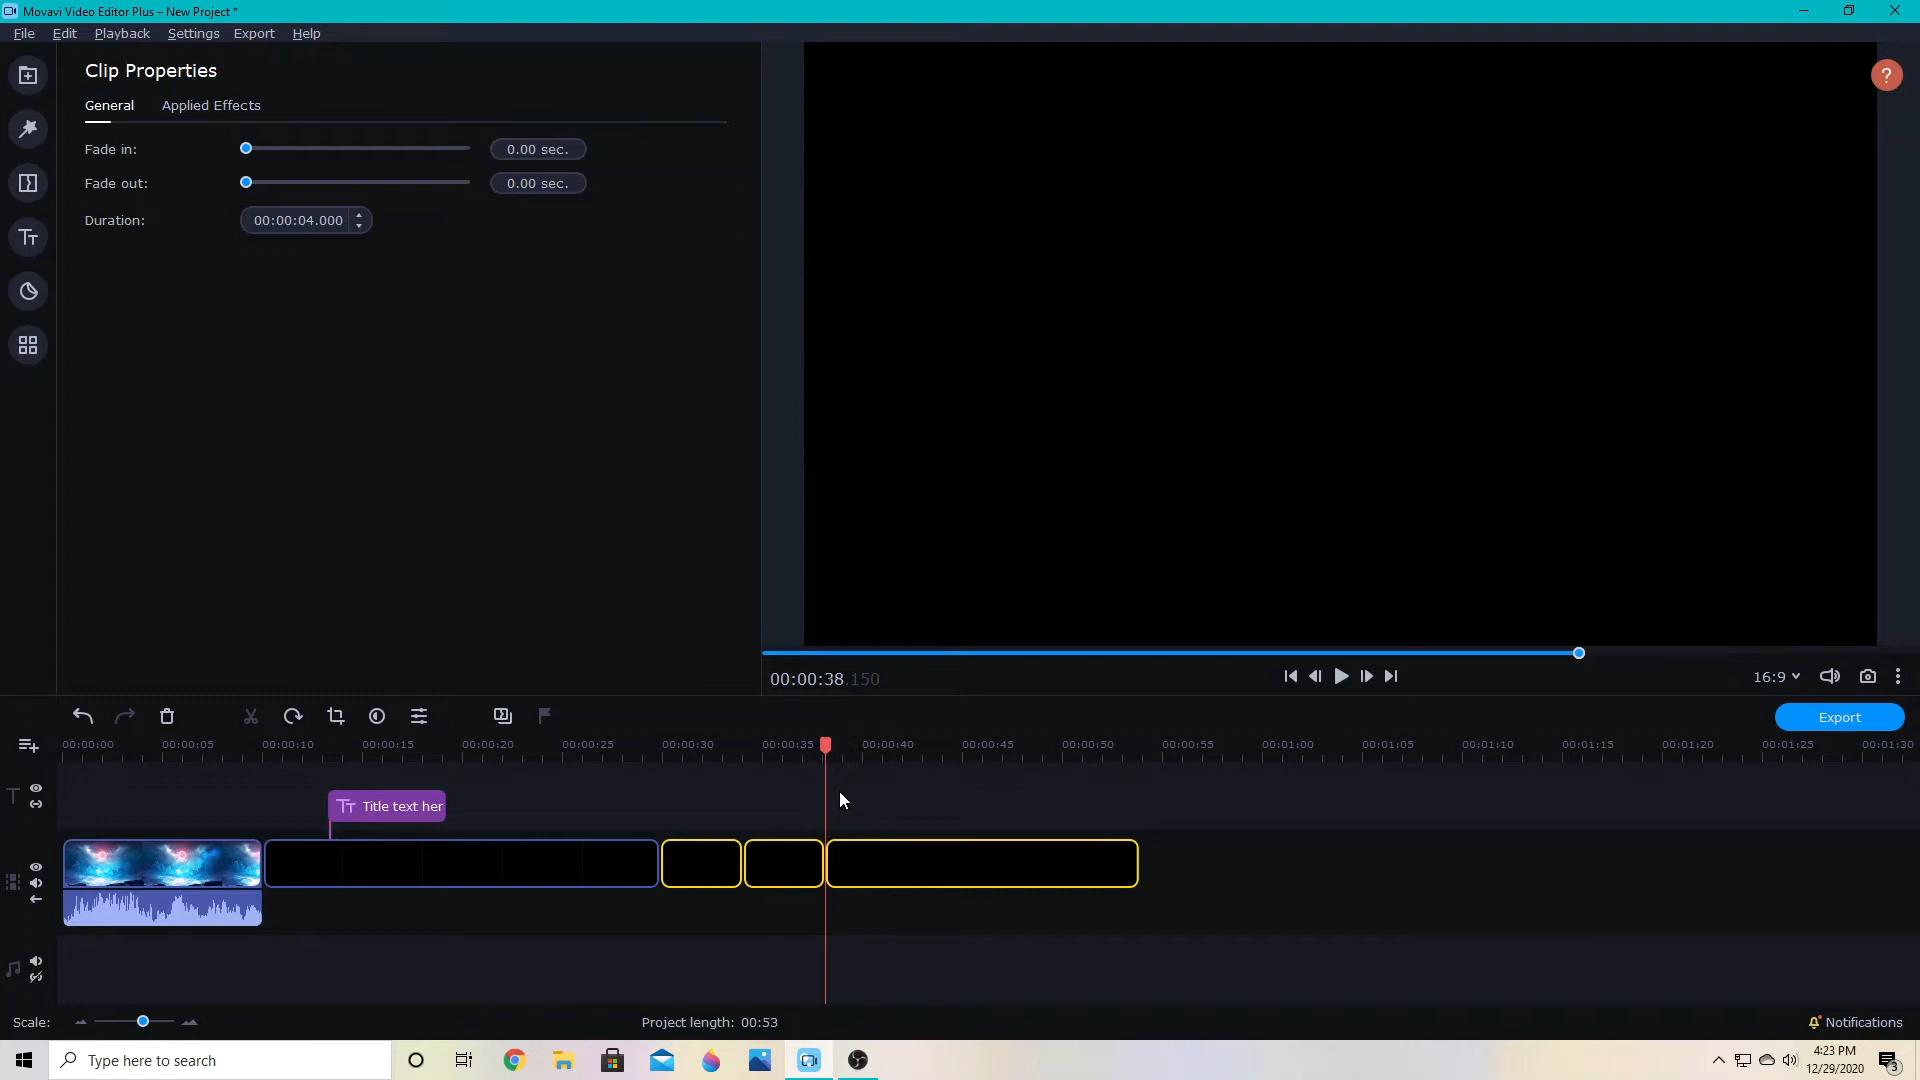 Movavi Video Editor Plus – New Project *
File Edit Playback Settings Export Help
Clip Properties
General Applied Effects
Fade in: 0.00 sec.
Fade out: 0.00 sec.
Duration: 00:00:04.000
?
00:00:38.150
16:9
Export
00:00:00 00:00:05 00:00:10 00:00:15 00:00:20 00:00:25 00:00:30 00:00:35 00:00:40 00:00:45 00:00:50 00:00:55 00:01:00 00:01:05 00:01:10 00:01:15 00:01:20 00:01:25 00:01:30
Title text her
Scale:
Project length: 00:53
Notifications
Type here to search
4:23 PM
12/29/2020
3